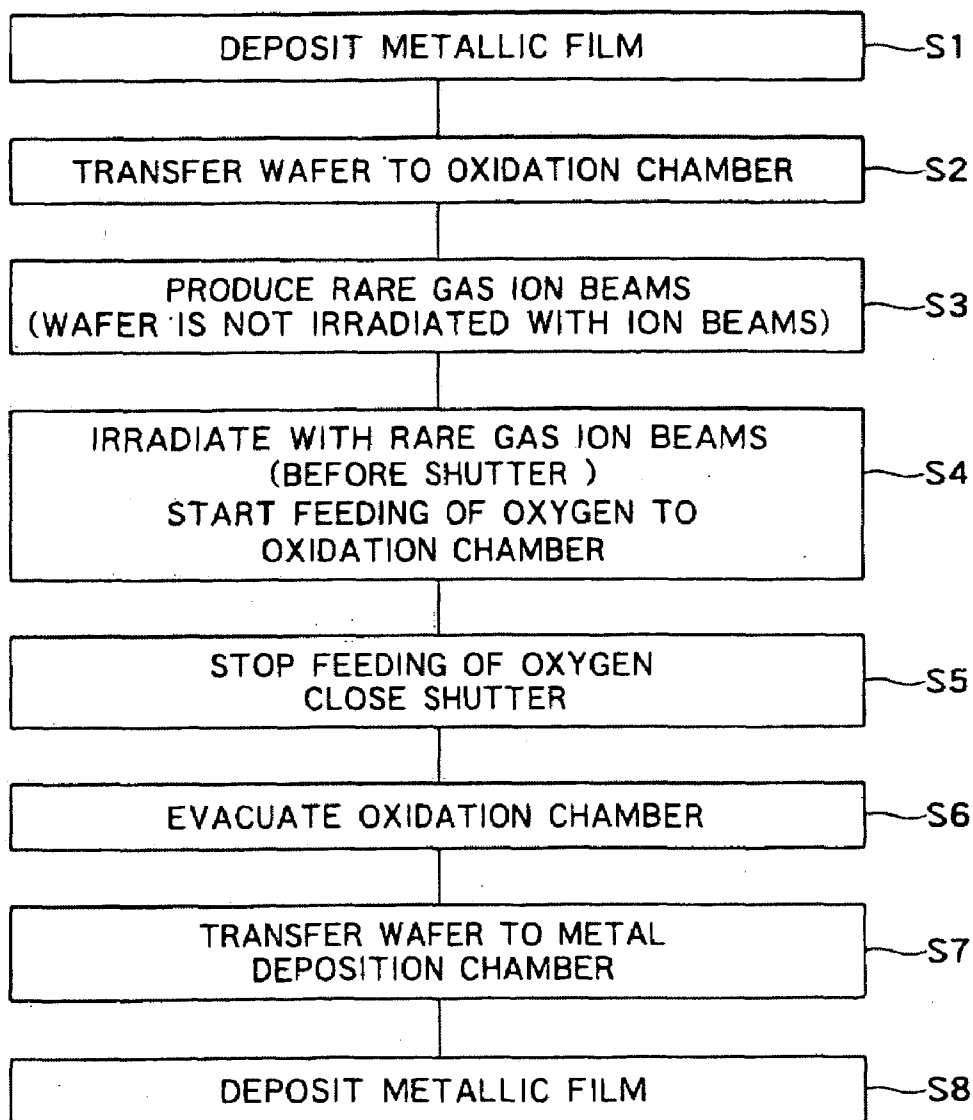 DEPOSIT METALLIC FILM
S1
TRANSFER WAFER TO OXIDATION CHAMBER
S2
PRODUCE RARE GAS ION BEAMS
(WAFER IS NOT IRRADIATED WITH ION BEAMS)
S3
IRRADIATE WITH RARE GAS ION BEAMS
(BEFORE SHUTTER )
START FEEDING OF OXYGEN TO
OXIDATION CHAMBER
S4
STOP FEEDING OF OXYGEN
CLOSE SHUTTER
S5
EVACUATE OXIDATION CHAMBER
S6
TRANSFER WAFER TO METAL
DEPOSITION CHAMBER
S7
DEPOSIT METALLIC FILM
S8